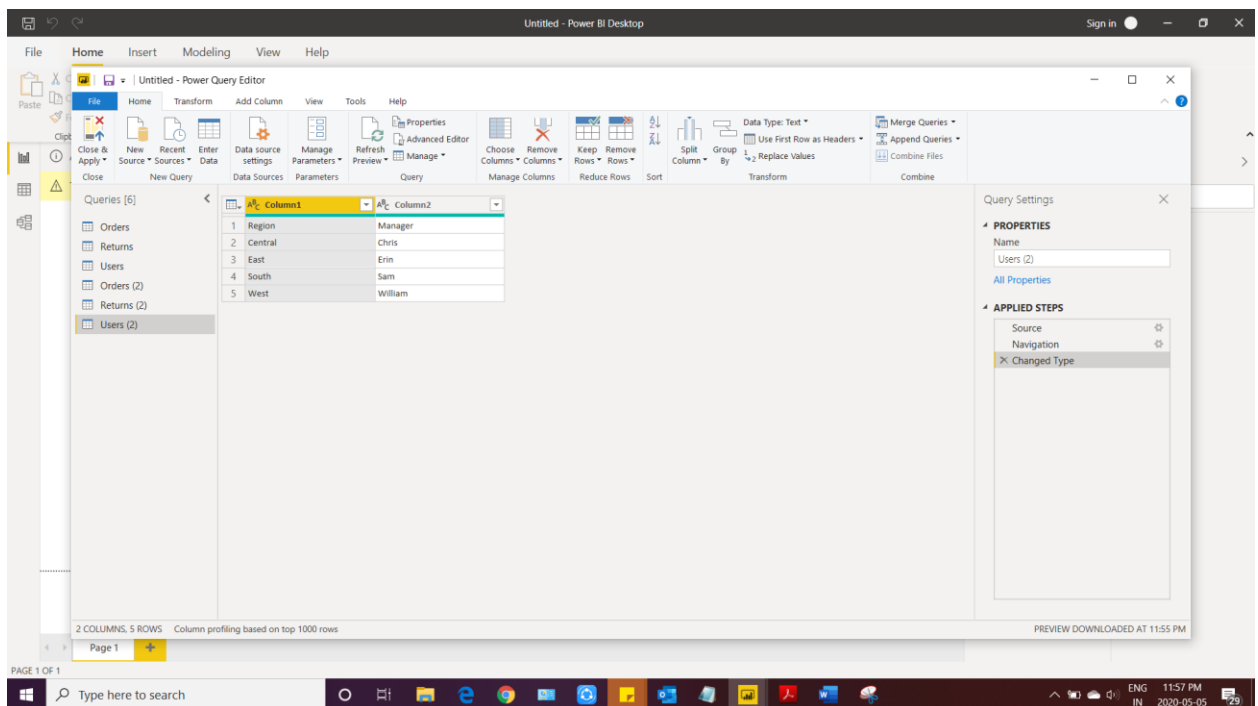 Untitled - Power BI Desktop
Sign in
File Home Insert Modeling View Help
Paste
Clipt
Untitled - Power Query Editor
File Home Transform Add Column View Tools Help
Close & Apply
New Source
Recent Sources
Enter Data
Data source settings
Manage Parameters
Refresh Preview
Properties
Advanced Editor
Manage
Choose Columns
Remove Columns
Keep Rows
Remove Rows
Split Column
Group By
Data Type: Text
Use First Row as Headers
Replace Values
Merge Queries
Append Queries
Combine Files
Close New Query Data Sources Parameters Query Manage Columns Reduce Rows Sort Transform Combine
Queries [6]
Orders
Returns
Users
Orders (2)
Returns (2)
Users (2)
Column1 Column2
1 Region Manager
2 Central Chris
3 East Erin
4 South Sam
5 West William
Query Settings
PROPERTIES
Name
Users (2)
All Properties
APPLIED STEPS
Source
Navigation
Changed Type
2 COLUMNS, 5 ROWS Column profiling based on top 1000 rows
PREVIEW DOWNLOADED AT 11:55 PM
Page 1
PAGE 1 OF 1
Type here to search
ENG 11:57 PM
IN 2020-05-05
29